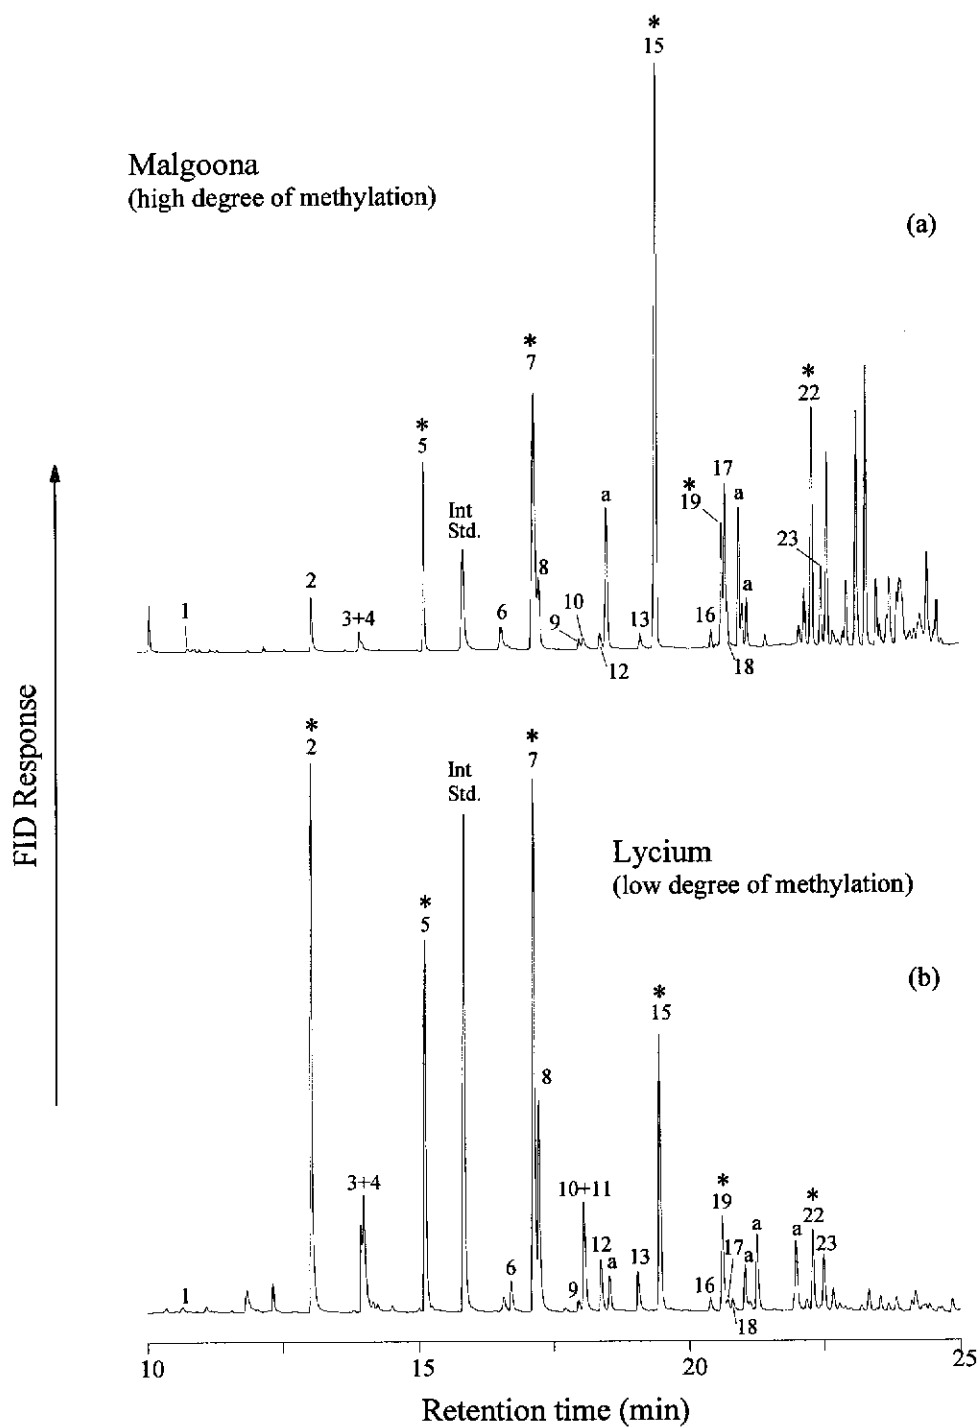 *
15
Malgoona
(high degree of methylation)
(a)
*
7
*
22
*
5
17
*
19
a
a
Int
Std.
23
2
8
a
1
3+4
6
10
9
13
16
12
18
FID Response
*
2
*
7
Int
Std.
Lycium
(low degree of methylation)
*
5
(b)
*
15
8
3+4
10+11
*
19
*
22
a
a
12
17
23
a
a
13
6
1
9
16
18
10
15
20
25
Retention time (min)